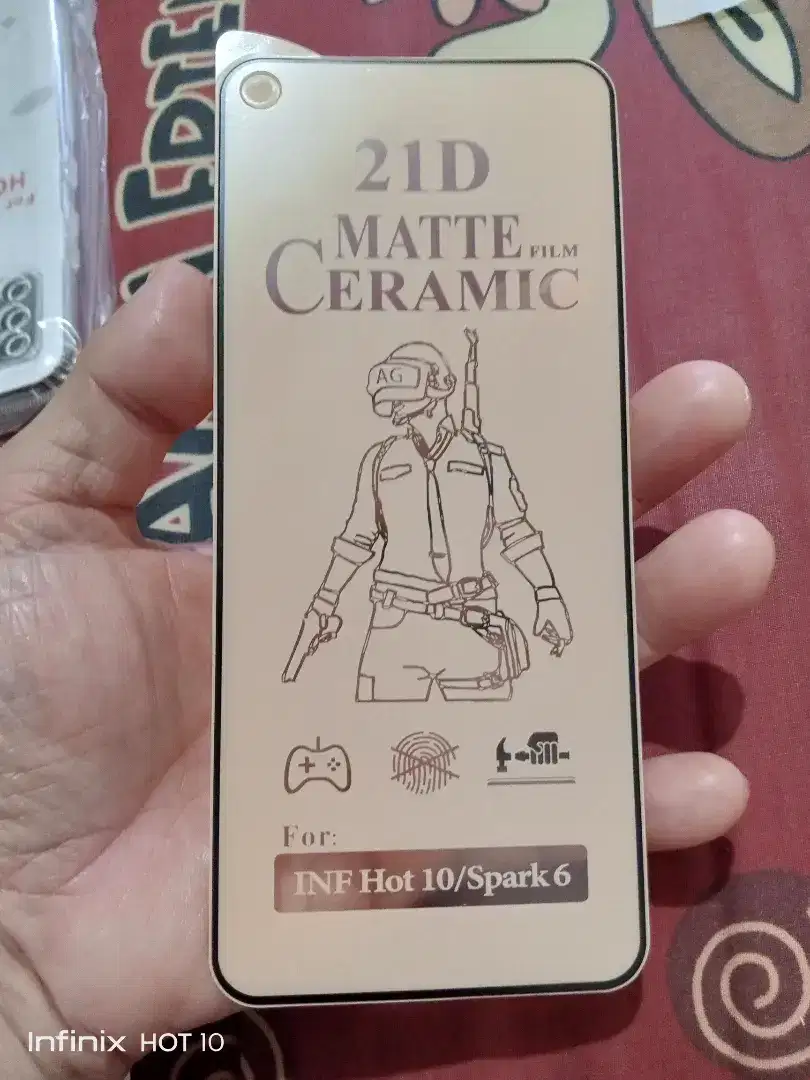 21D
MATTE FILM
CERAMIC
AG
For:
INF Hot 10/Spark 6
Infinix HOT 10